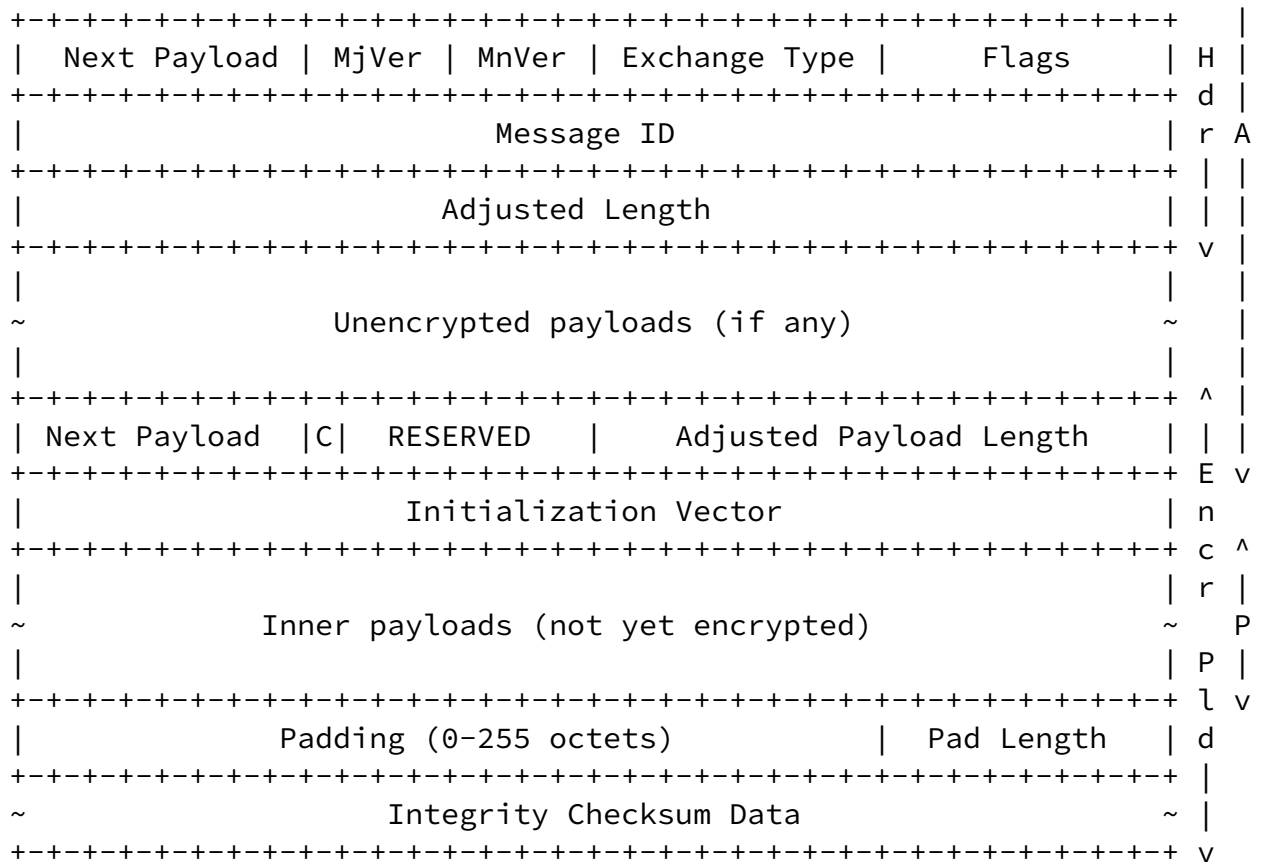 +-+-+-+-+-+-+-+-+-+-+-+-+-+-+-+-+-+-+-+-+-+-+-+-+-+-+-+-+-+-+-+-+   |
|  Next Payload | MjVer | MnVer | Exchange Type |     Flags     | H |
+-+-+-+-+-+-+-+-+-+-+-+-+-+-+-+-+-+-+-+-+-+-+-+-+-+-+-+-+-+-+-+-+ d |
|                          Message ID                           | r A
+-+-+-+-+-+-+-+-+-+-+-+-+-+-+-+-+-+-+-+-+-+-+-+-+-+-+-+-+-+-+-+-+ | |
|                       Adjusted Length                         | | |
+-+-+-+-+-+-+-+-+-+-+-+-+-+-+-+-+-+-+-+-+-+-+-+-+-+-+-+-+-+-+-+-+ v |
|                                                               |   |
~                 Unencrypted payloads (if any)                 ~   |
|                                                               |   |
+-+-+-+-+-+-+-+-+-+-+-+-+-+-+-+-+-+-+-+-+-+-+-+-+-+-+-+-+-+-+-+-+ ^ |
| Next Payload  |C|  RESERVED   |    Adjusted Payload Length    | | |
+-+-+-+-+-+-+-+-+-+-+-+-+-+-+-+-+-+-+-+-+-+-+-+-+-+-+-+-+-+-+-+-+ E v
|                     Initialization Vector                     | n
+-+-+-+-+-+-+-+-+-+-+-+-+-+-+-+-+-+-+-+-+-+-+-+-+-+-+-+-+-+-+-+-+ c ^
|                                                               | r |
~             Inner payloads (not yet encrypted)                ~   P
|                                                               | P |
+-+-+-+-+-+-+-+-+-+-+-+-+-+-+-+-+-+-+-+-+-+-+-+-+-+-+-+-+-+-+-+-+ l v
|              Padding (0-255 octets)           |  Pad Length   | d
+-+-+-+-+-+-+-+-+-+-+-+-+-+-+-+-+-+-+-+-+-+-+-+-+-+-+-+-+-+-+-+-+ |
~                    Integrity Checksum Data                    ~ |
+-+-+-+-+-+-+-+-+-+-+-+-+-+-+-+-+-+-+-+-+-+-+-+-+-+-+-+-+-+-+-+-+ v